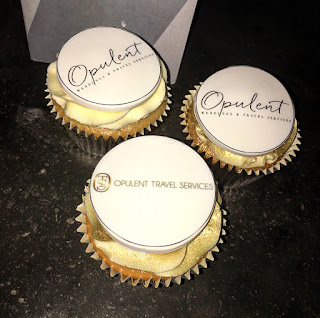 Opulent
WEDDINGS & TRAVEL SERVICES
Opulent
WEDDINGS & TRAVEL SERVICES
OPULENT TRAVEL SERVICES